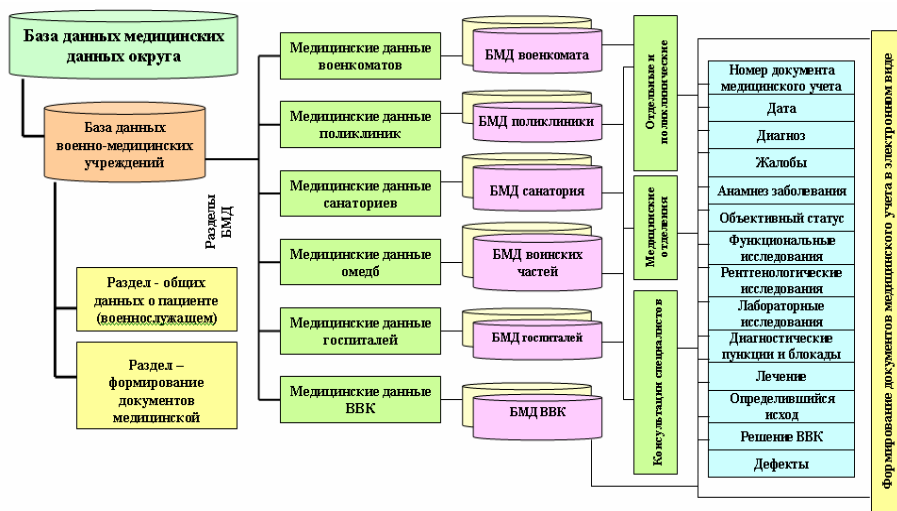 База данных медицинских
данных округа
База данных
военно-медицинских
учреждений
Разделы
БМД
Раздел - общих
данных о пациенте
(военнослужащем)
Раздел –
формирование
документов
медицинской
Медицинские данные
военкоматов
Медицинские данные
поликлиник
Медицинские данные
санаториев
Медицинские данные
омедб
Медицинские данные
госпиталей
Медицинские данные
ВВК
БМД военкомата
БМД поликлиники
БМД санатория
БМД воинских
частей
БМД госпиталей
БМД ВВК
Отдельные и
поликлинические
Медицинские
отделения
Консультации специалистов
Номер документа
медицинского учета
Дата
Диагноз
Жалобы
Анамнез заболевания
Объективный статус
Функциональные
исследования
Рентгенологические
исследования
Лабораторные
исследования
Диагностические
пункции и блокады
Лечение
Определившийся
исход
Решение ВВК
Дефекты
Формирование документов медицинского учета в электронном виде